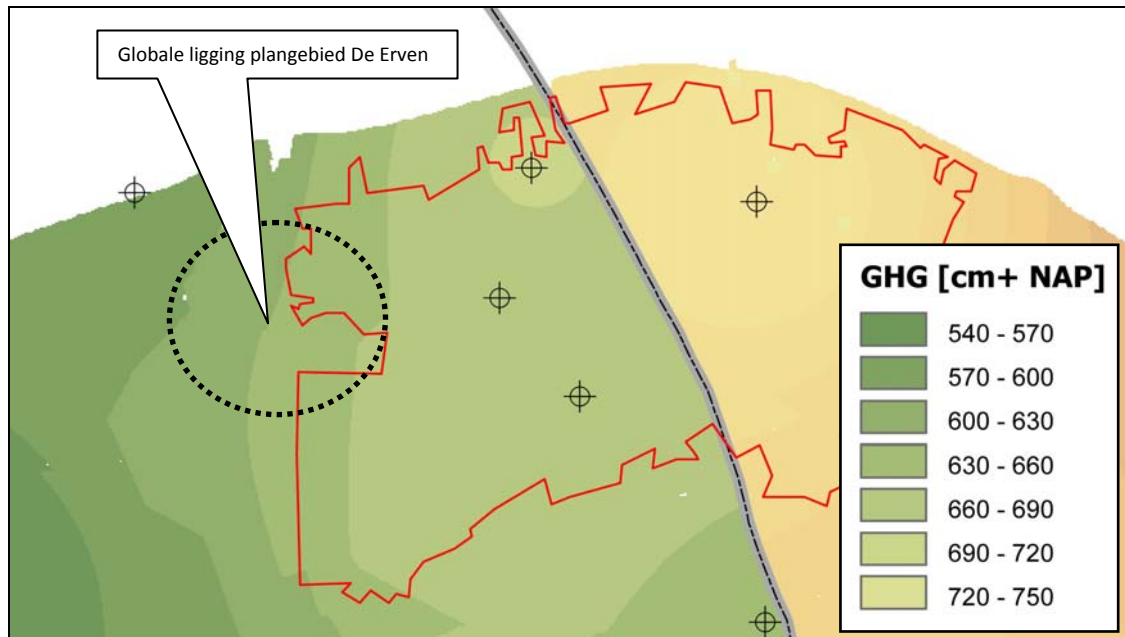 Globale ligging plangebied De Erven
GHG [cm+ NAP]
540 - 570
570 - 600
600 - 630
630 - 660
660 - 690
690 - 720
720 - 750